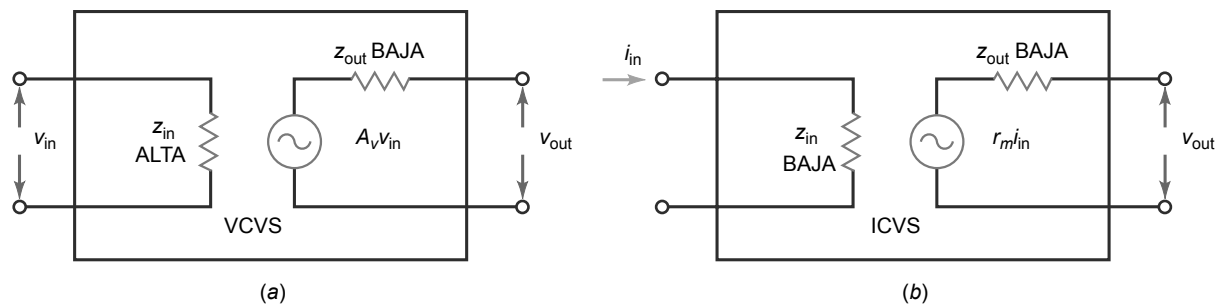 z_out BAJA
v_in
z_in
ALTA
A_v v_in
v_out
VCVS
(a)
i_in
z_out BAJA
z_in
BAJA
r_m i_in
v_out
ICVS
(b)